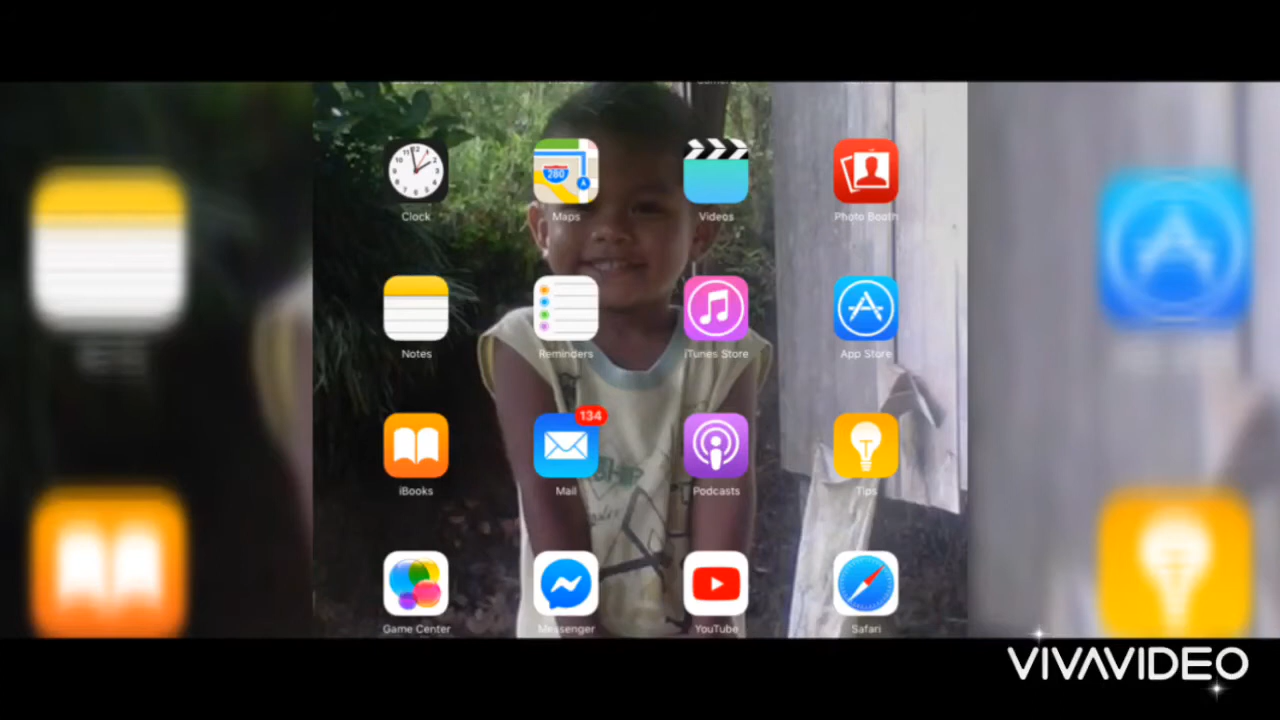 Clock Maps Videos Photo Booth
280
Notes Reminders iTunes Store App Store
134
iBooks Mail Podcasts Tips
Game Center Messenger YouTube Safari
VIVAVIDEO